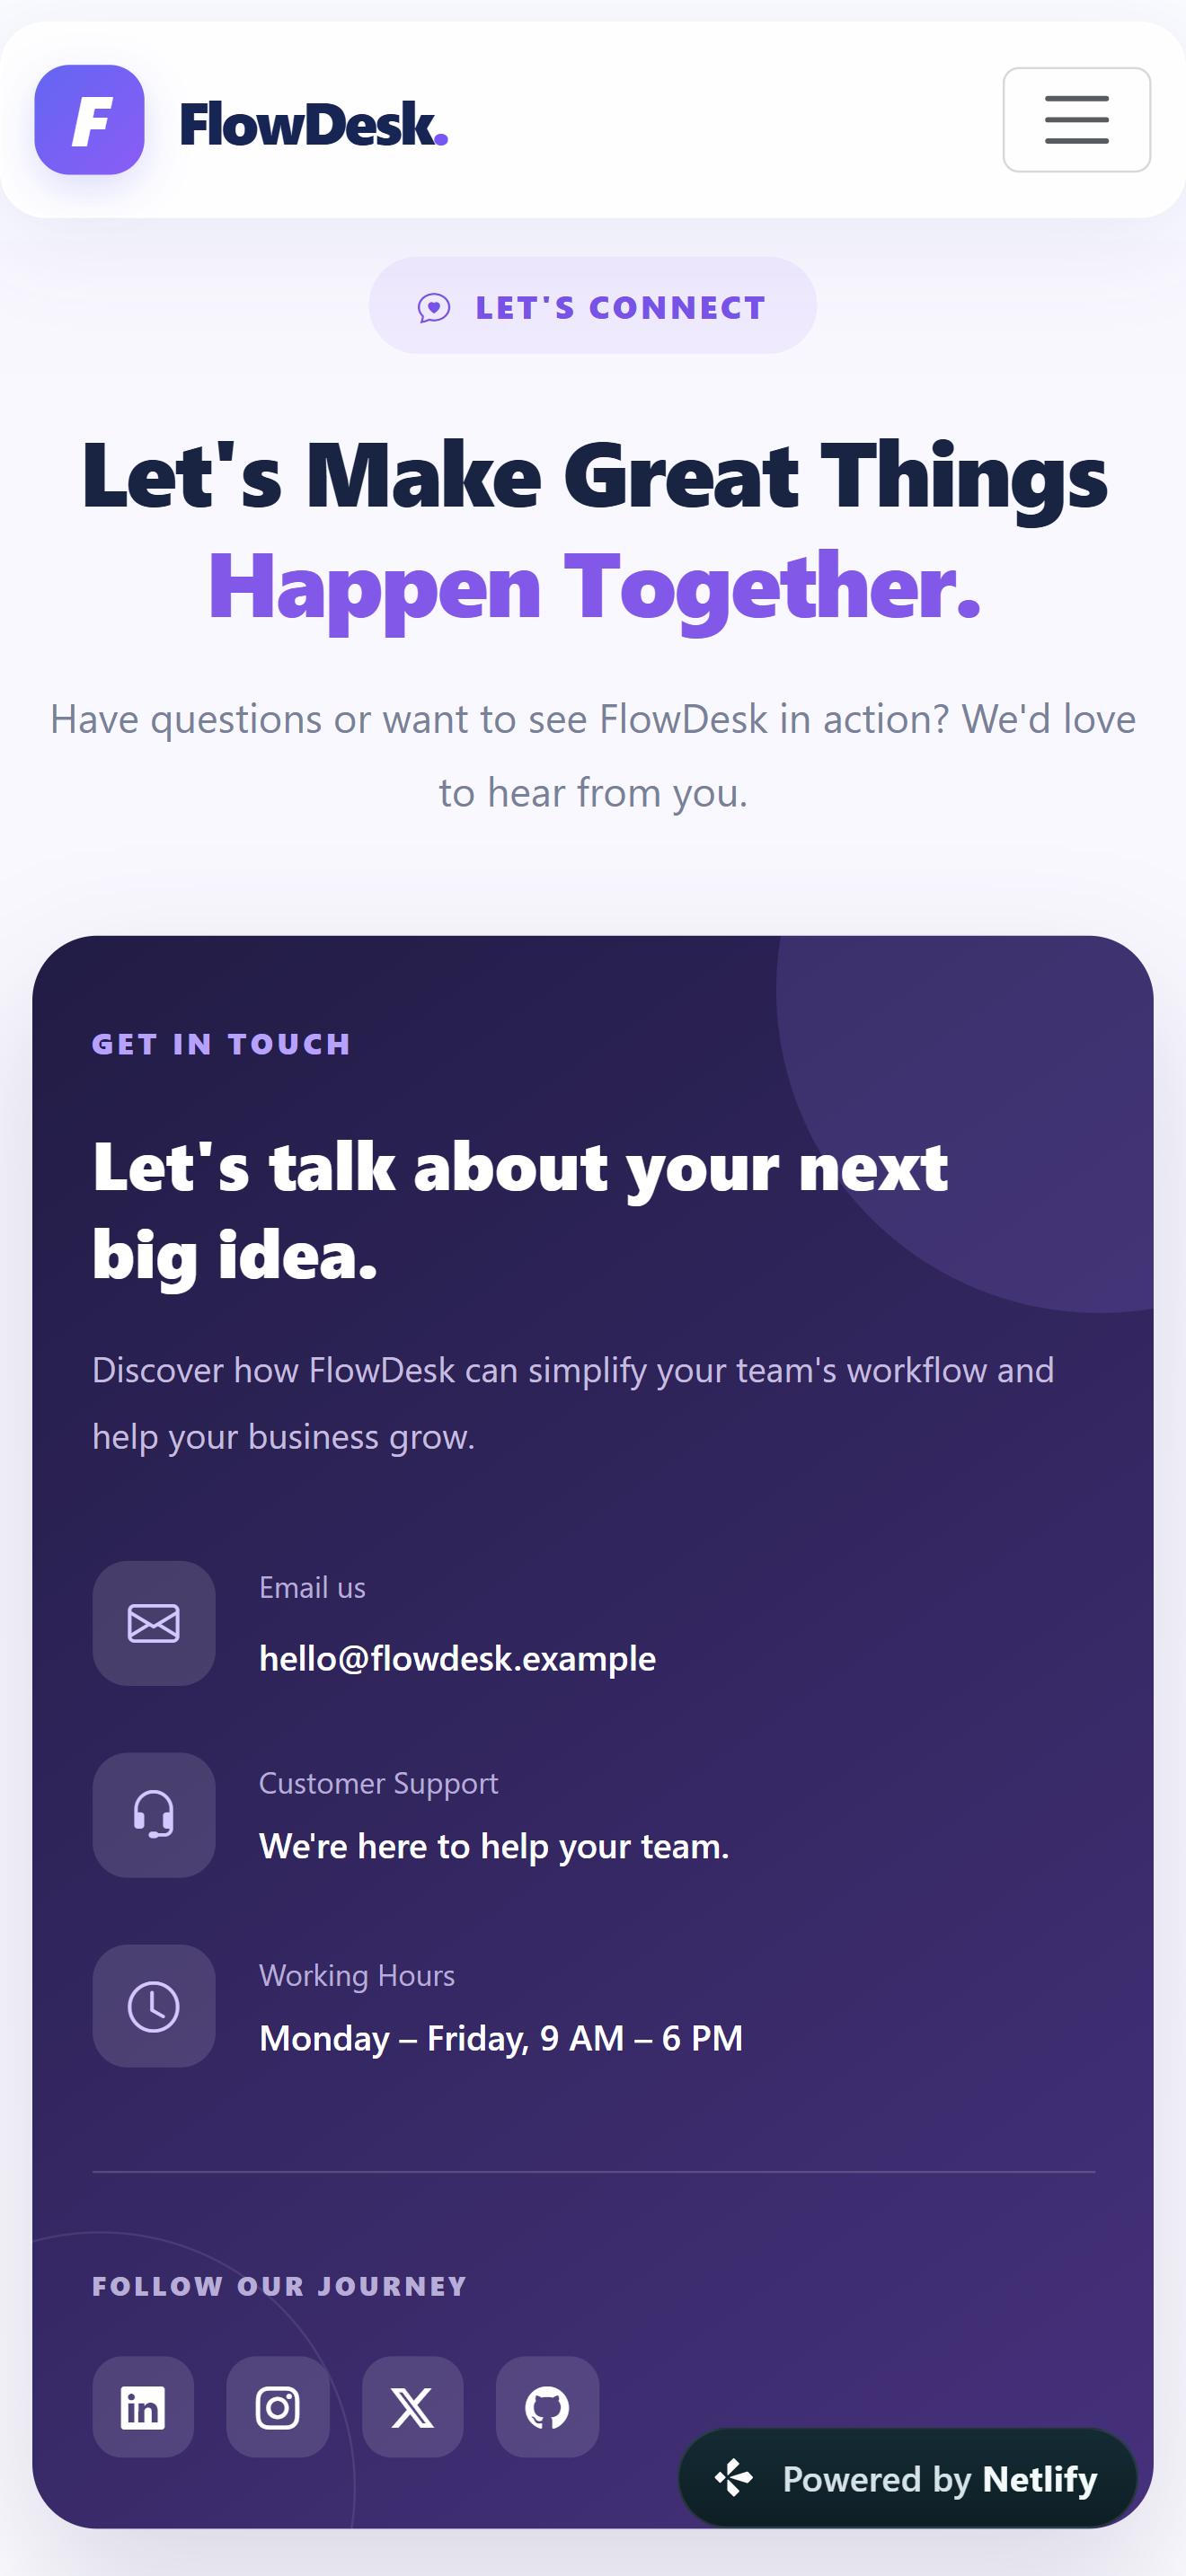 F
FlowDesk.
LET'S CONNECT
Let's Make Great Things
Happen Together.
Have questions or want to see FlowDesk in action? We'd love
to hear from you.
GET IN TOUCH
Let's talk about your next
big idea.
Discover how FlowDesk can simplify your team's workflow and
help your business grow.
Email us
hello@flowdesk.example
Customer Support
We're here to help your team.
Working Hours
Monday – Friday, 9 AM – 6 PM
FOLLOW OUR JOURNEY
in
Powered by Netlify